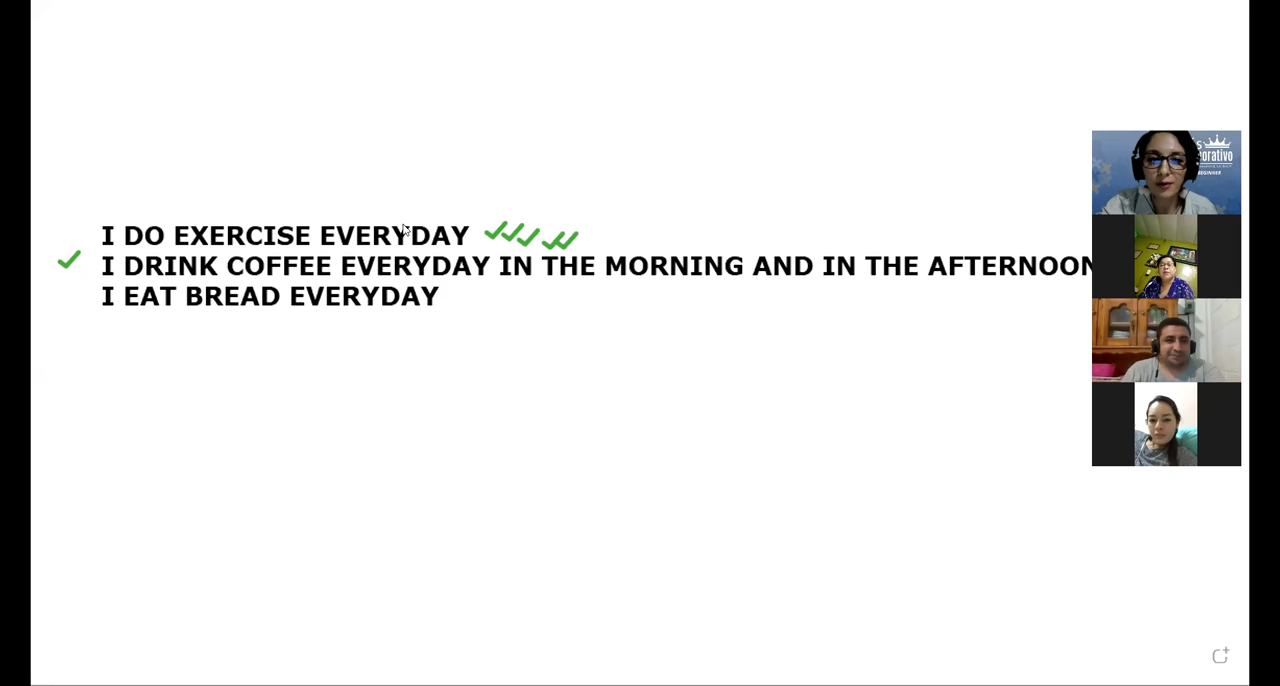 I DO EXERCISE EVERYDAY
I DRINK COFFEE EVERYDAY IN THE MORNING AND IN THE AFTERNOON
I EAT BREAD EVERYDAY